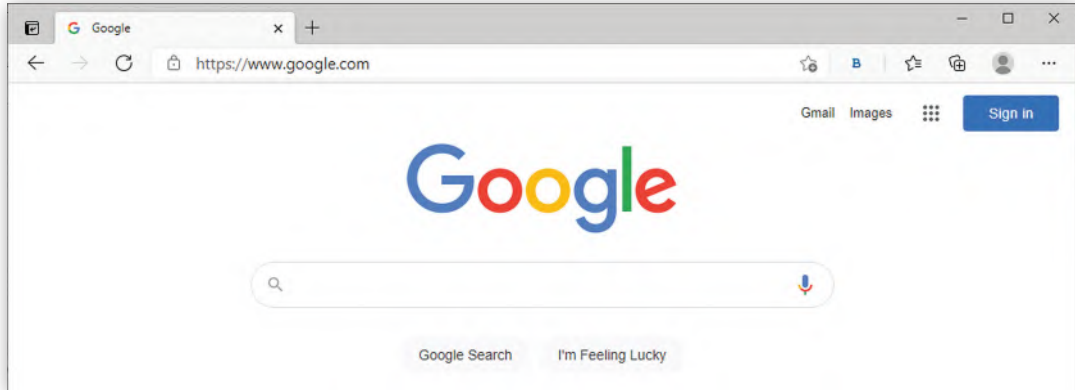 Google
https://www.google.com
B
Gmail Images Sign in
Google
Google Search I'm Feeling Lucky